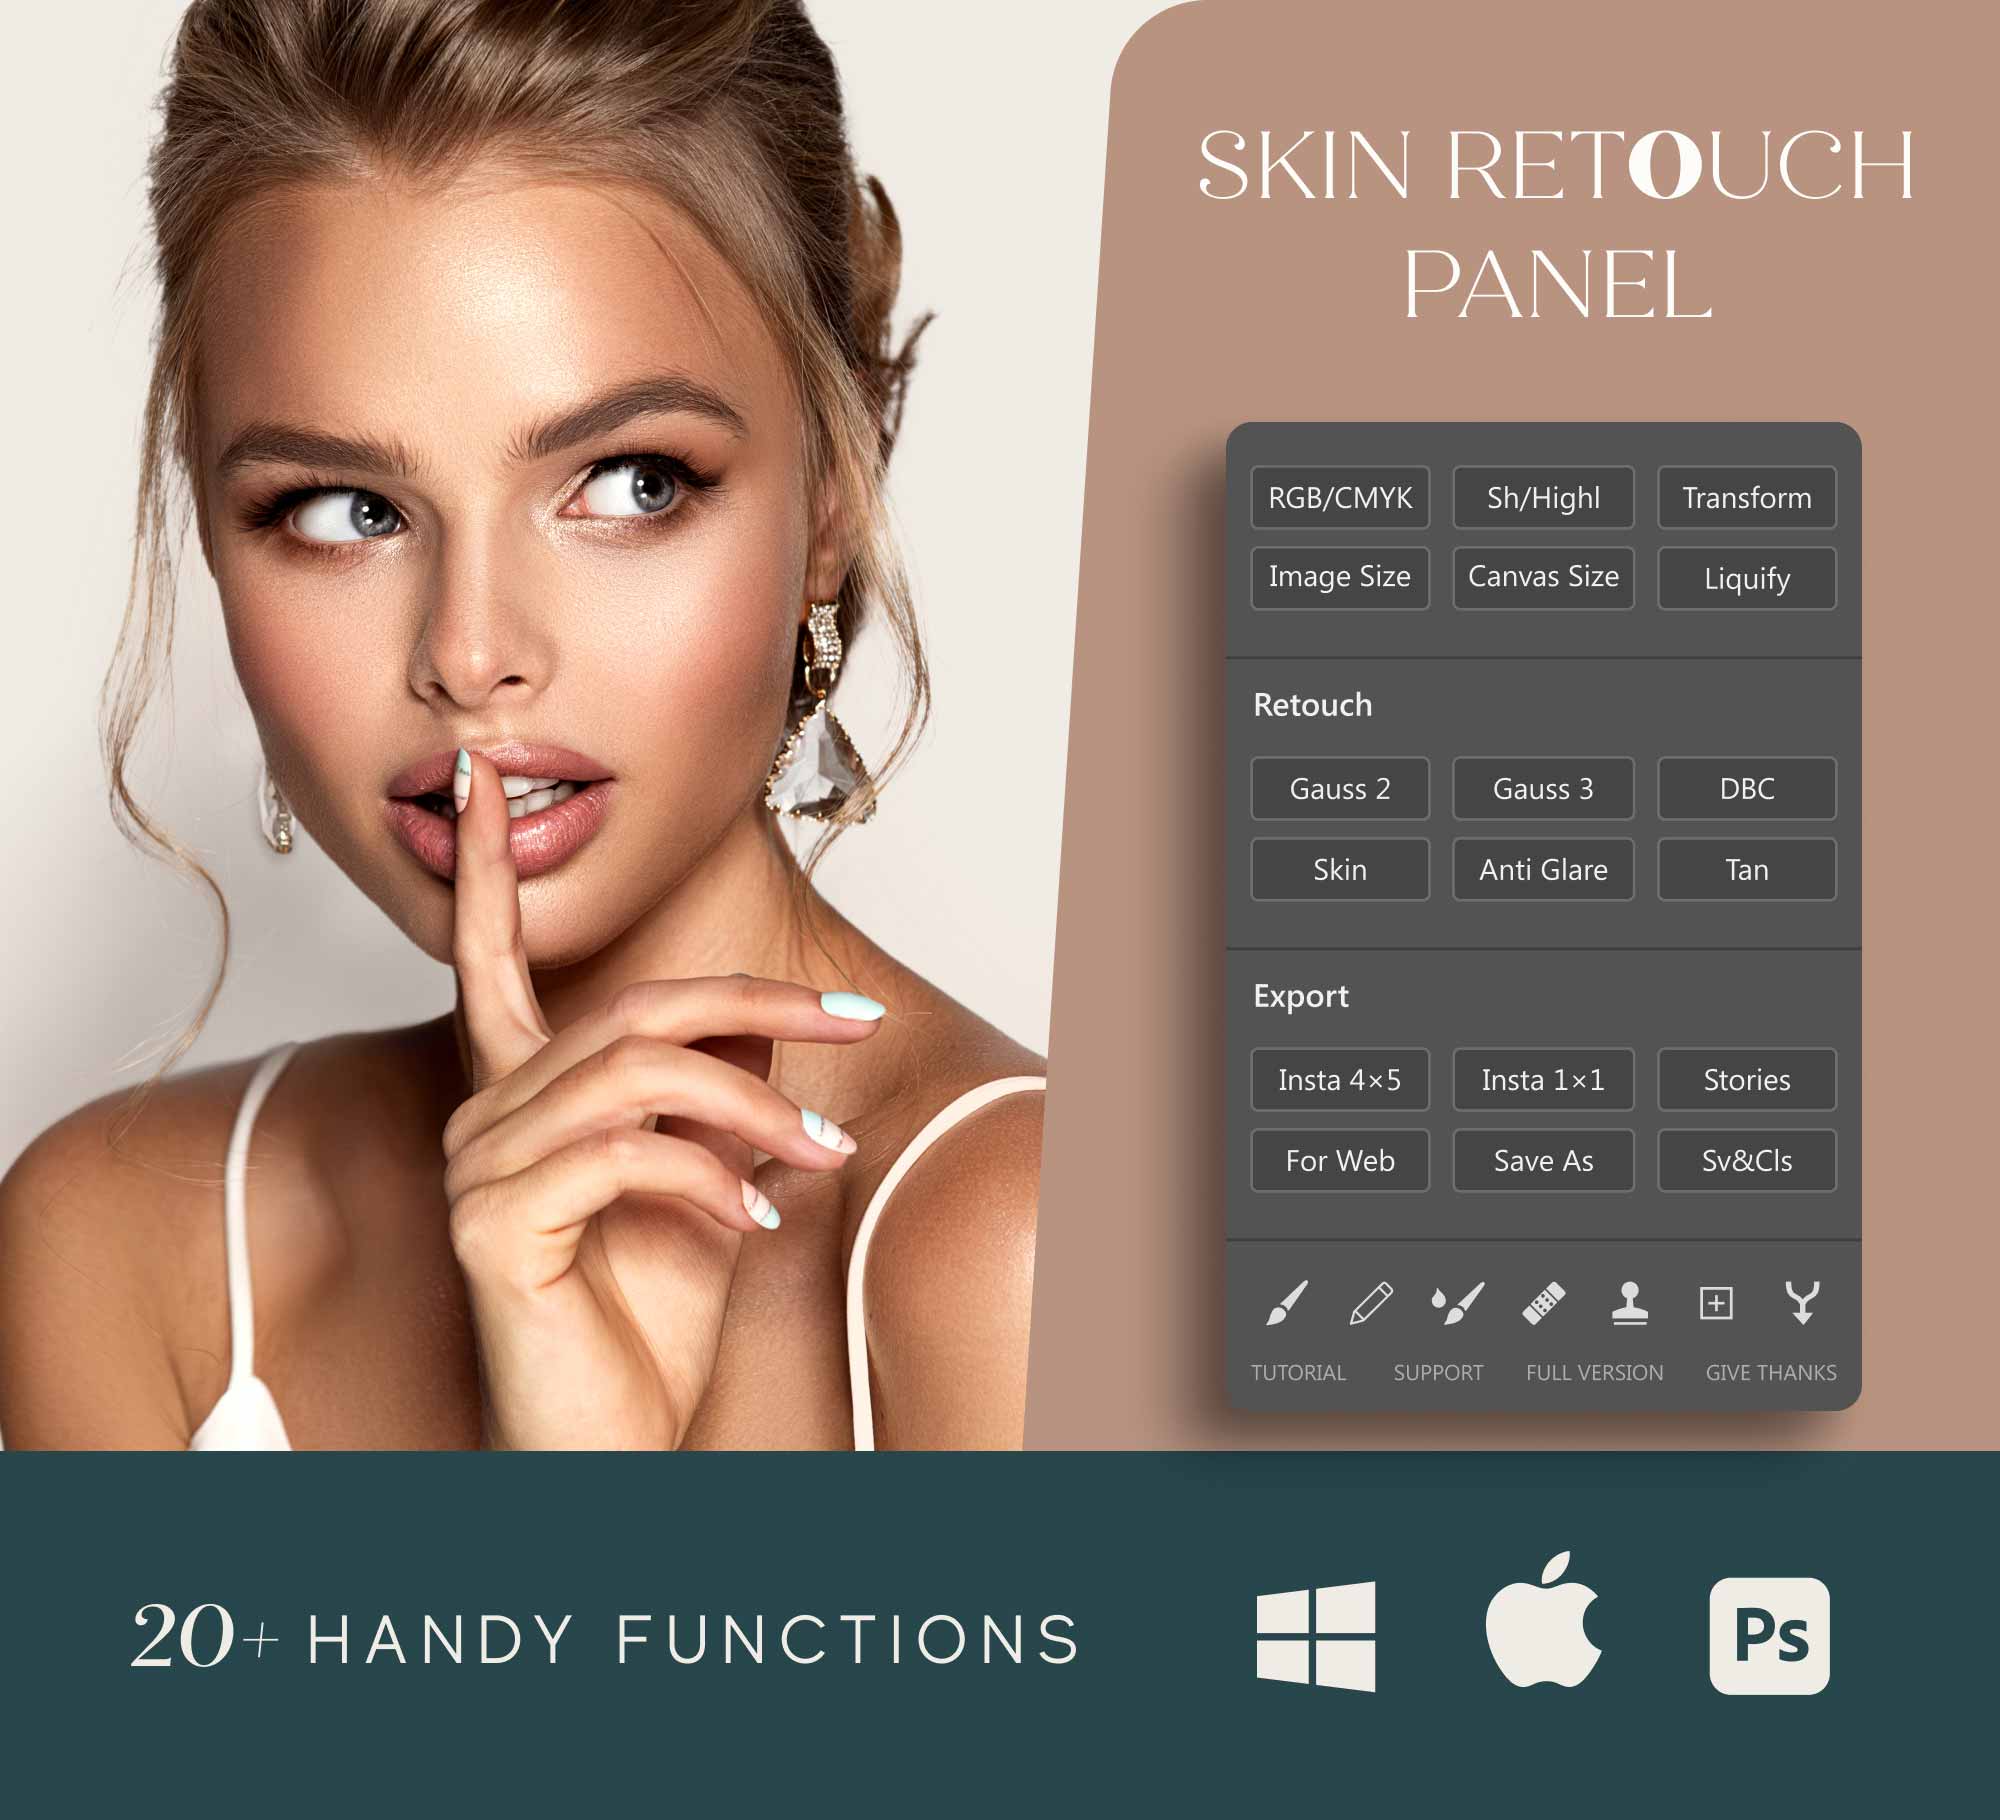 SKIN RETOUCH
PANEL
RGB/CMYK Sh/Highl Transform
Image Size Canvas Size Liquify
Retouch
Gauss 2 Gauss 3 DBC
Skin Anti Glare Tan
Export
Insta 4×5 Insta 1×1 Stories
For Web Save As Sv&Cls
TUTORIAL SUPPORT FULL VERSION GIVE THANKS
20+ HANDY FUNCTIONS
Ps